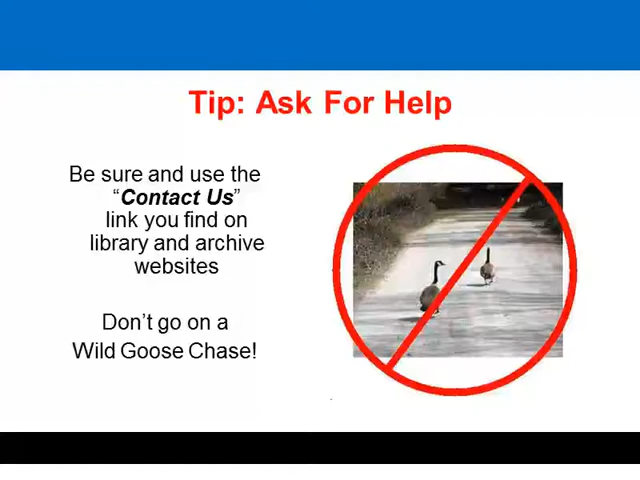 Tip: Ask For Help
Be sure and use the
“Contact Us”
link you find on
library and archive
websites
Don’t go on a
Wild Goose Chase!